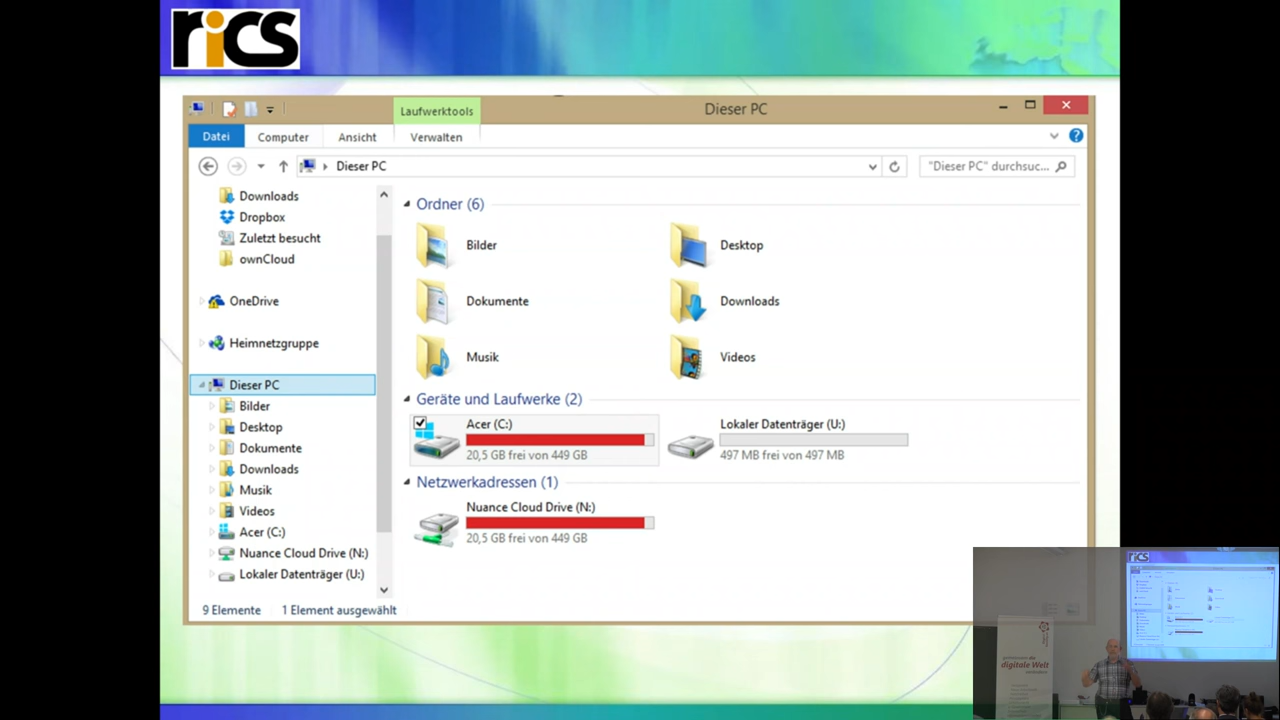 rics
Laufwerktools
Dieser PC
Datei
Computer
Ansicht
Verwalten
Dieser PC
"Dieser PC" durchsuc...
Downloads
Dropbox
Zuletzt besucht
ownCloud
OneDrive
Heimnetzgruppe
Dieser PC
Bilder
Desktop
Dokumente
Downloads
Musik
Videos
Acer (C:)
Nuance Cloud Drive (N:)
Lokaler Datenträger (U:)
Ordner (6)
Bilder
Desktop
Dokumente
Downloads
Musik
Videos
Geräte und Laufwerke (2)
Acer (C:)
20,5 GB frei von 449 GB
Lokaler Datenträger (U:)
497 MB frei von 497 MB
Netzwerkadressen (1)
Nuance Cloud Drive (N:)
20,5 GB frei von 449 GB
9 Elemente
1 Element ausgewählt
rics
gemeinsam die
digitale Welt